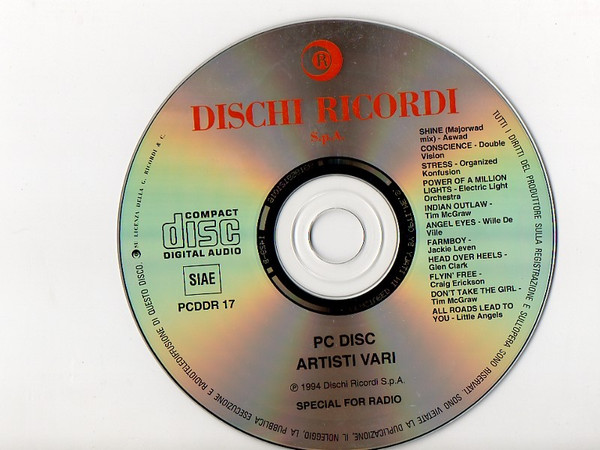 R
DISCHI RICORDI
S.p.A.
SHINE (Majorwad
mix) - Aswad
CONSCIENCE - Double
Vision
STRESS - Organized
Konfusion
POWER OF A MILLION
LIGHTS - Electric Light
Orchestra
INDIAN OUTLAW -
Tim McGraw
ANGEL EYES - Wille De
Ville
FARMBOY -
Jackie Leven
HEAD OVER HEELS -
Glen Clark
FLYIN' FREE -
Craig Erickson
DON'T TAKE THE GIRL -
Tim McGraw
ALL ROADS LEAD TO
YOU - Little Angels
COMPACT
disc
DIGITAL AUDIO
SIAE
PCDDR 17
PC DISC
ARTISTI VARI
℗ 1994 Dischi Ricordi S.p.A.
SPECIAL FOR RADIO
SU LICENZA DELLA G. RICORDI & C.
TUTTI I DIRITTI DEL PRODUTTORE SULLA REGISTRAZIONE E SULL'OPERA SONO RISERVATI. SONO VIETATE LA DUPLICAZIONE, IL NOLEGGIO, LA PUBBLICA ESECUZIONE E RADIOTELEDIFFUSIONE DI QUESTO DISCO.